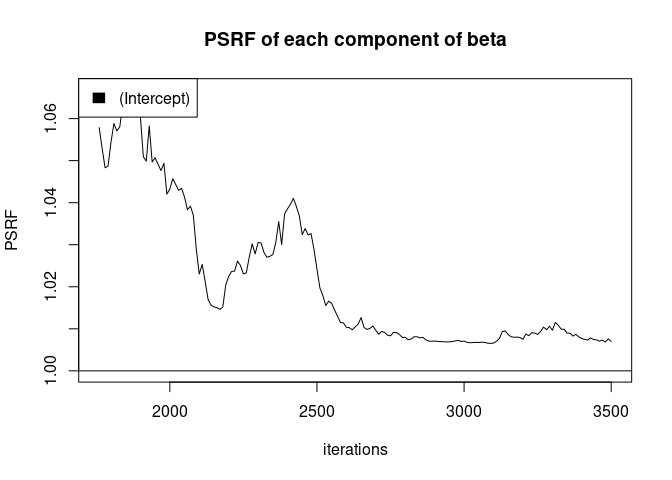 PSRF of each component of beta
(Intercept)
PSRF
1.06
1.04
1.02
1.00
2000 2500 3000 3500
iterations